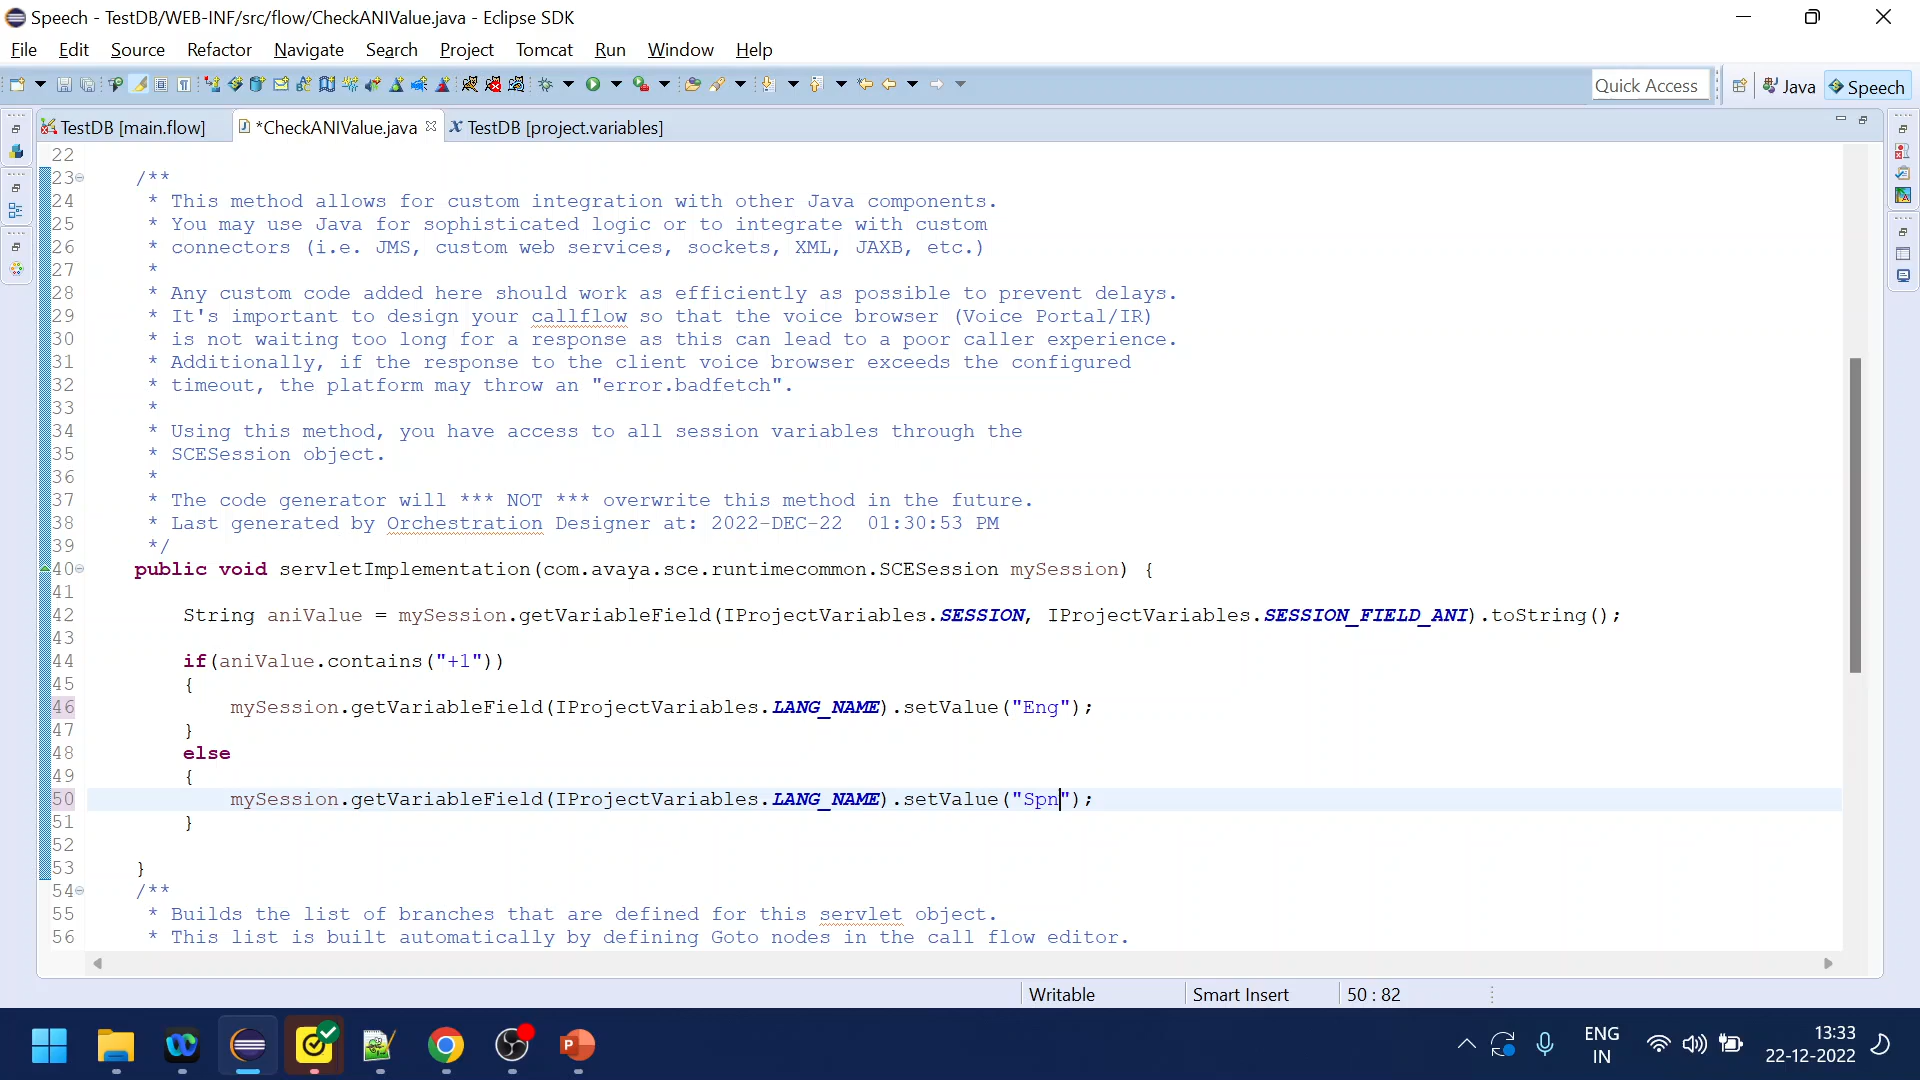 Speech - TestDB/WEB-INF/src/flow/CheckANIValue.java - Eclipse SDK
File Edit Source Refactor Navigate Search Project Tomcat Run Window Help
Quick Access Java Speech
TestDB [main.flow] *CheckANIValue.java TestDB [project.variables]
22
23 /**
24 * This method allows for custom integration with other Java components.
25 * You may use Java for sophisticated logic or to integrate with custom
26 * connectors (i.e. JMS, custom web services, sockets, XML, JAXB, etc.)
27 *
28 * Any custom code added here should work as efficiently as possible to prevent delays.
29 * It's important to design your callflow so that the voice browser (Voice Portal/IR)
30 * is not waiting too long for a response as this can lead to a poor caller experience.
31 * Additionally, if the response to the client voice browser exceeds the configured
32 * timeout, the platform may throw an "error.badfetch".
33 *
34 * Using this method, you have access to all session variables through the
35 * SCESession object.
36 *
37 * The code generator will *** NOT *** overwrite this method in the future.
38 * Last generated by Orchestration Designer at: 2022-DEC-22  01:30:53 PM
39 */
40 public void servletImplementation(com.avaya.sce.runtimecommon.SCESession mySession) {
41
42 String aniValue = mySession.getVariableField(IProjectVariables.SESSION, IProjectVariables.SESSION_FIELD_ANI).toString();
43
44 if(aniValue.contains("+1"))
45 {
46 mySession.getVariableField(IProjectVariables.LANG_NAME).setValue("Eng");
47 }
48 else
49 {
50 mySession.getVariableField(IProjectVariables.LANG_NAME).setValue("Spn");
51 }
52
53 }
54 /**
55 * Builds the list of branches that are defined for this servlet object.
56 * This list is built automatically by defining Goto nodes in the call flow editor.
Writable Smart Insert 50 : 82
ENG
IN
13:33
22-12-2022